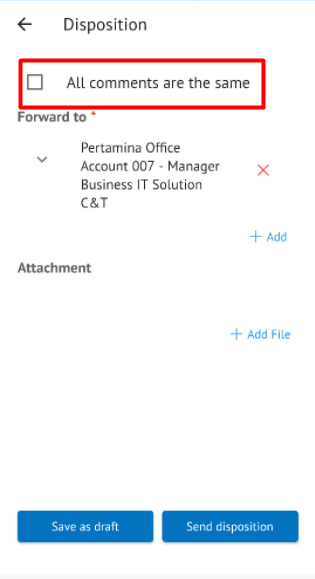 Disposition
All comments are the same
Forward to *
Pertamina Office
Account 007 - Manager
Business IT Solution
C&T
+ Add
Attachment
+ Add File
Save as draft
Send disposition